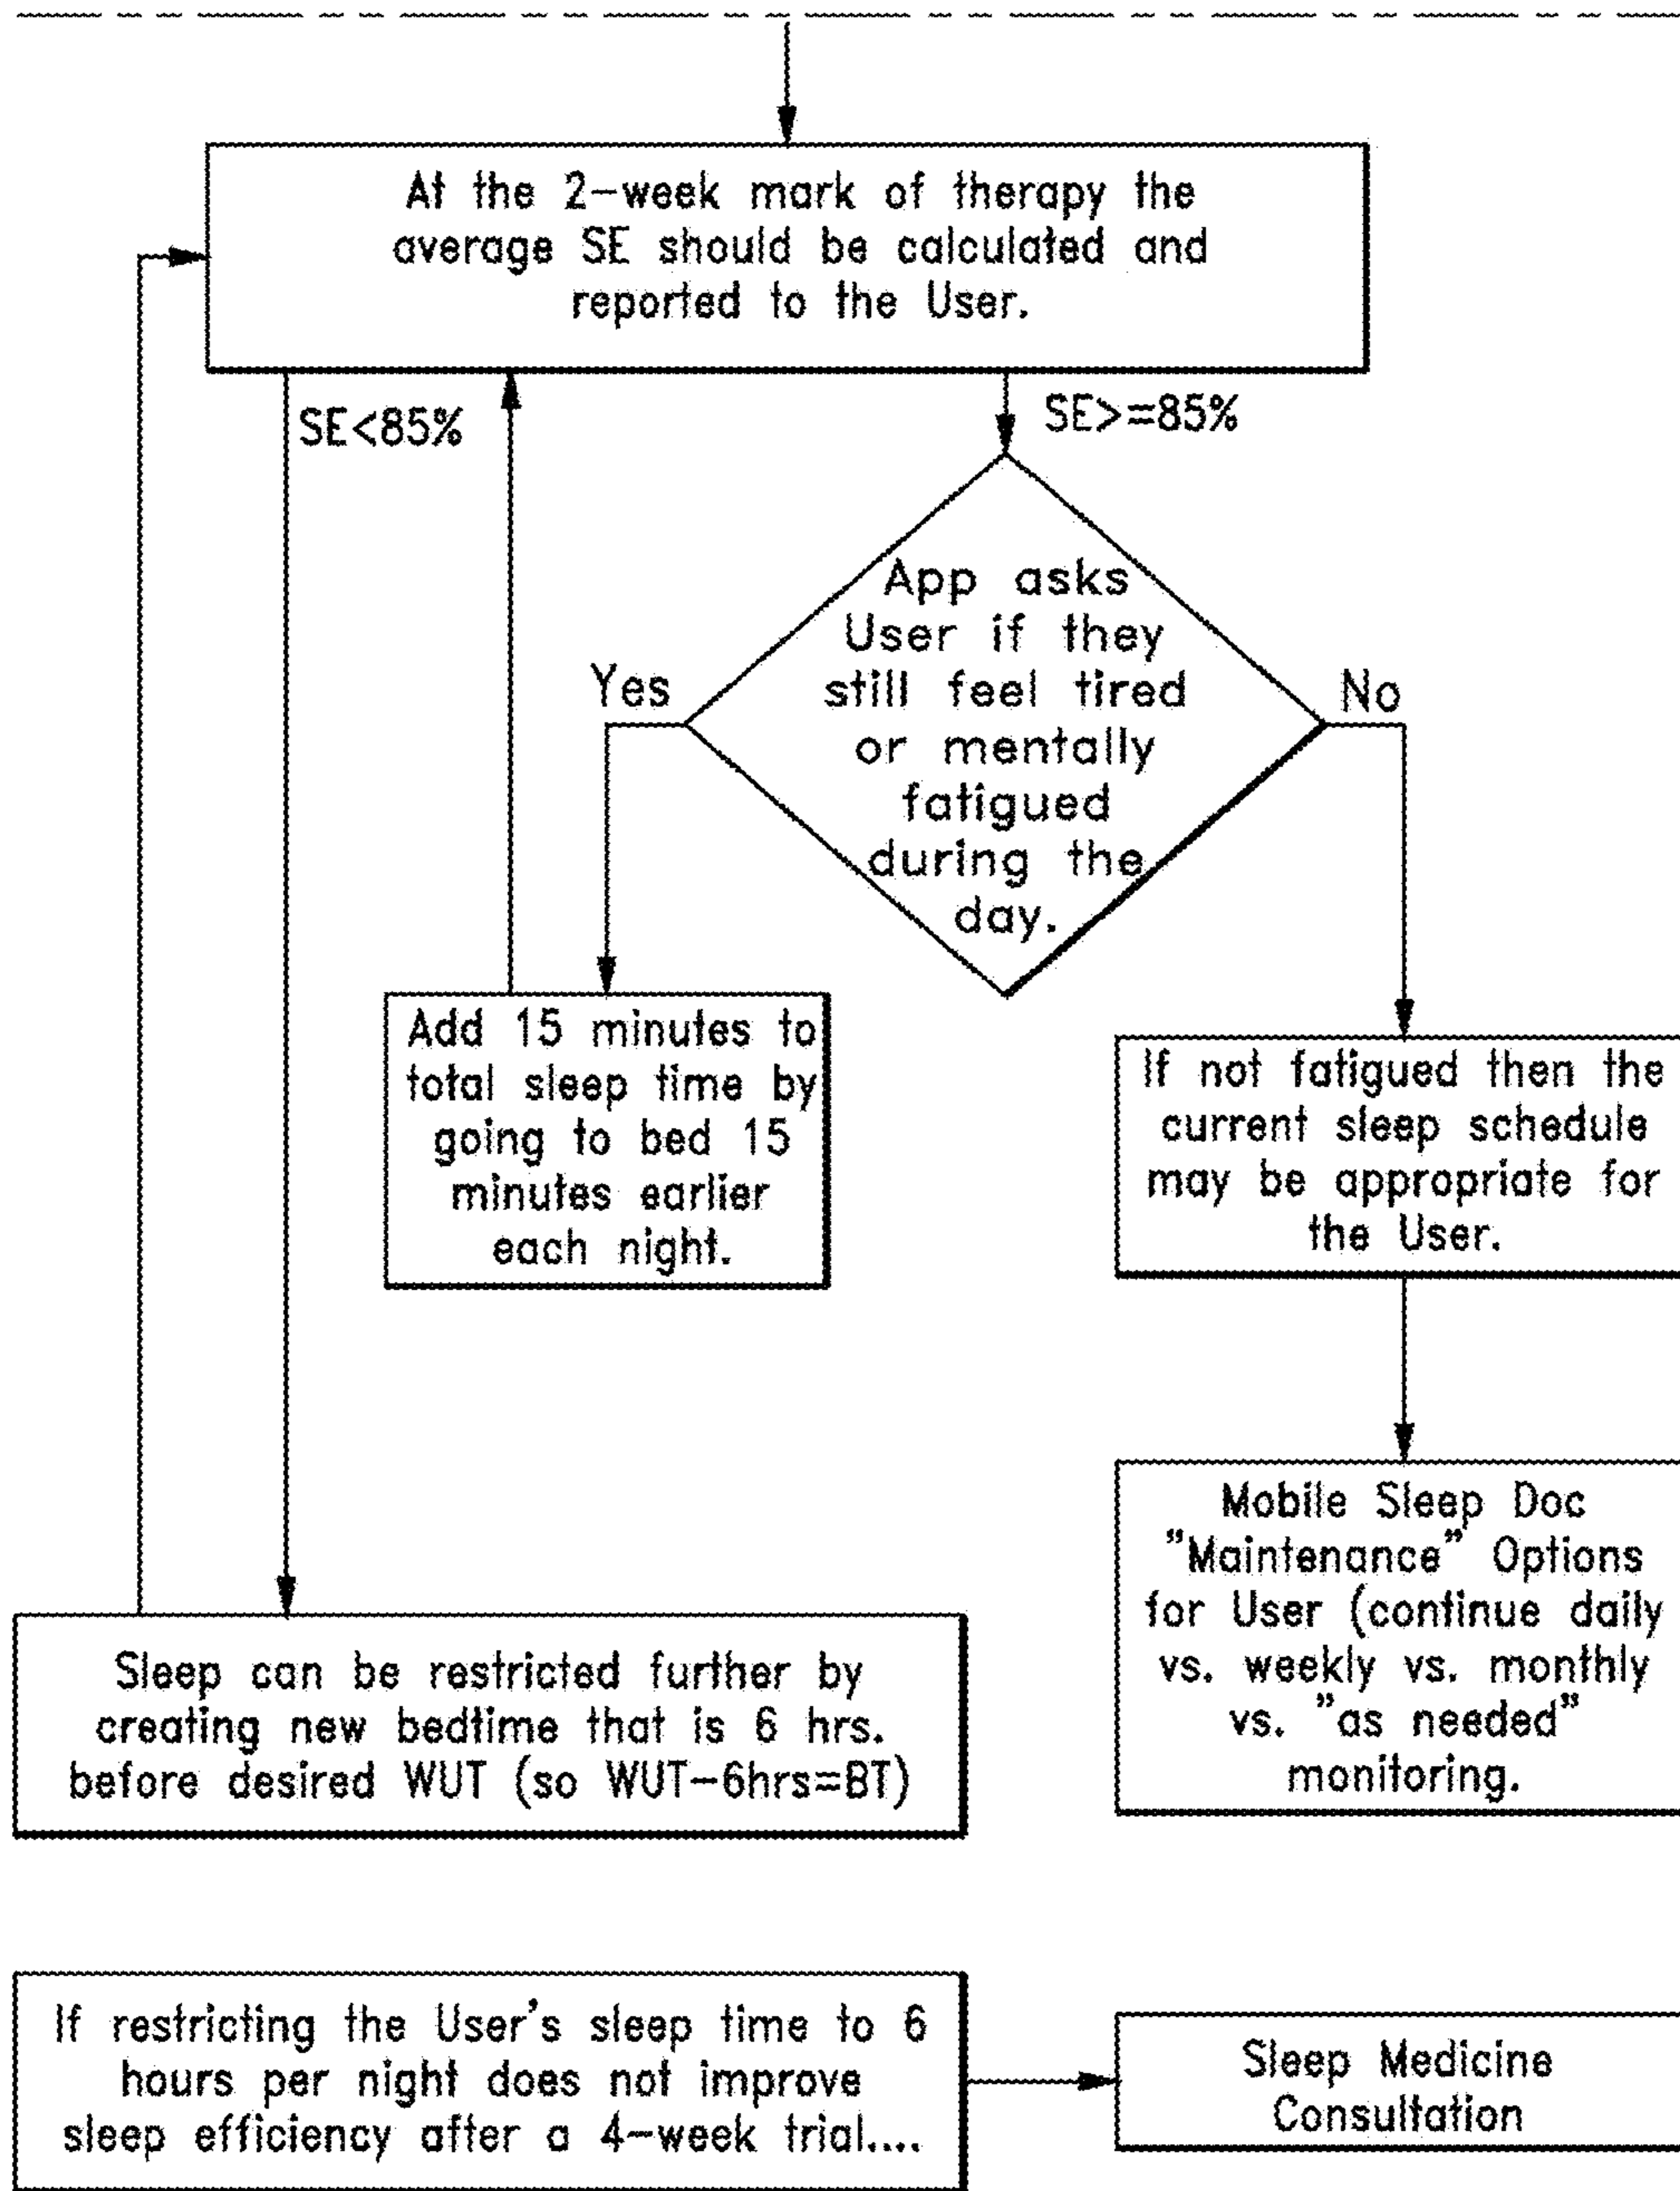 At the 2-week mark of therapy the
average SE should be calculated and
reported to the User.
SE<85%
SE>=85%
App asks
User if they
still feel tired
or mentally
fatigued
during the
day.
Yes
No
Add 15 minutes to
total sleep time by
going to bed 15
minutes earlier
each night.
If not fatigued then the
current sleep schedule
may be appropriate for
the User.
Mobile Sleep Doc
"Maintenance" Options
for User (continue daily
vs. weekly vs. monthly
vs. "as needed"
monitoring.
Sleep can be restricted further by
creating new bedtime that is 6 hrs.
before desired WUT (so WUT-6hrs=BT)
If restricting the User's sleep time to 6
hours per night does not improve
sleep efficiency after a 4-week trial....
Sleep Medicine
Consultation